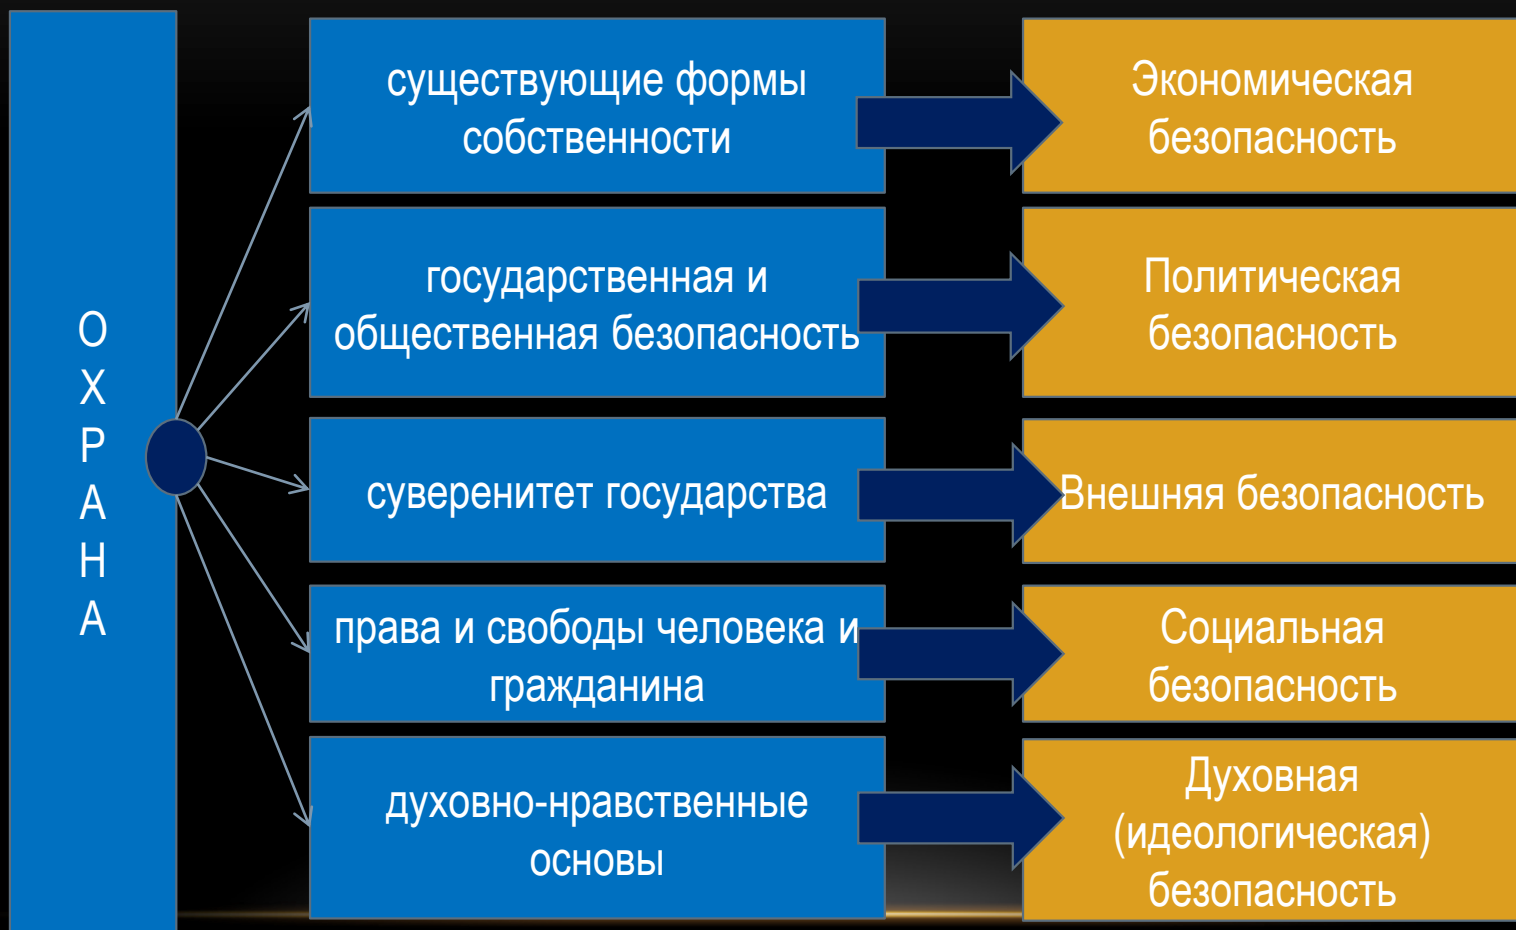 О
Х
Р
А
Н
А
существующие формы
собственности
Экономическая
безопасность
государственная и
общественная безопасность
Политическая
безопасность
суверенитет государства
Внешняя безопасность
права и свободы человека и
гражданина
Социальная
безопасность
духовно-нравственные
основы
Духовная
(идеологическая)
безопасность